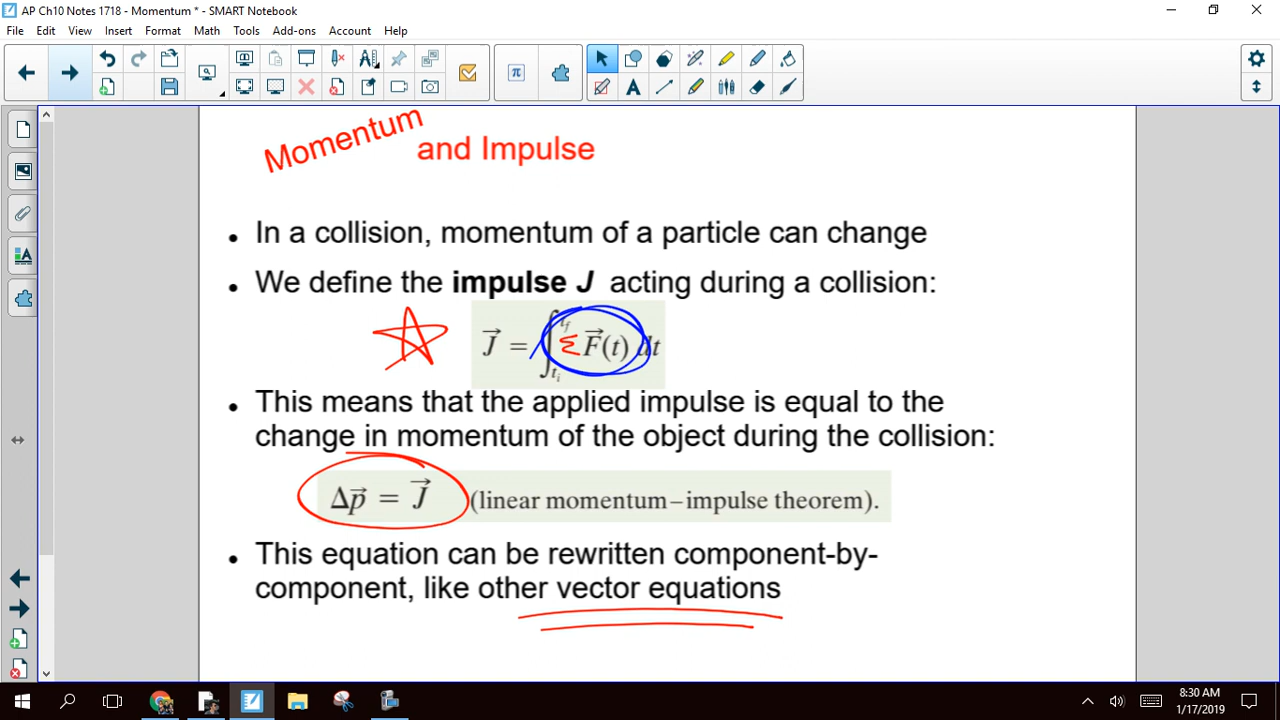 AP Ch10 Notes 1718 - Momentum * - SMART Notebook
File Edit View Insert Format Math Tools Add-ons Account Help
Momentum
and Impulse
• In a collision, momentum of a particle can change
• We define the impulse J acting during a collision:
J⃗ = ∫_{t_i}^{t_f} Σ F⃗(t) dt
• This means that the applied impulse is equal to the
change in momentum of the object during the collision:
Δp⃗ = J⃗ (linear momentum–impulse theorem).
• This equation can be rewritten component-by-
component, like other vector equations
8:30 AM
1/17/2019